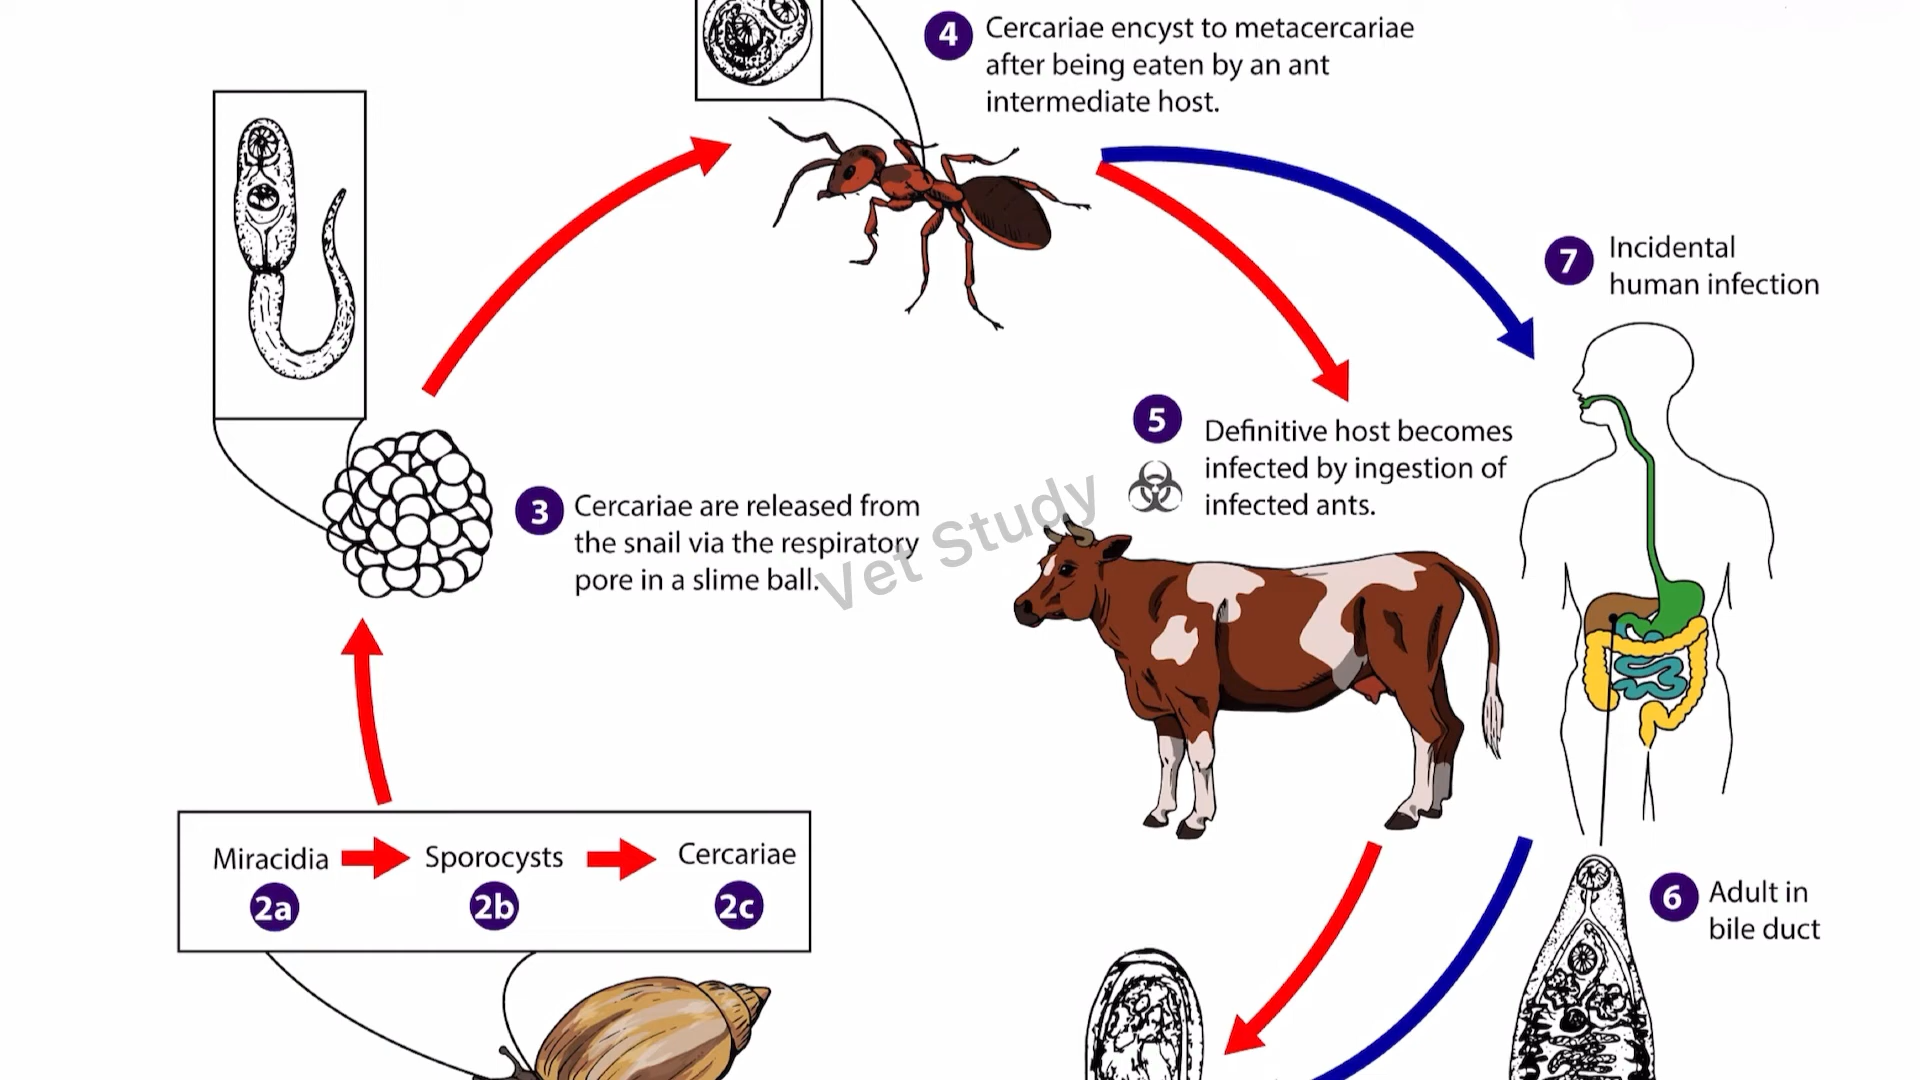 4
Cercariae encyst to metacercariae
after being eaten by an ant
intermediate host.
7
Incidental
human infection
5
Definitive host becomes
infected by ingestion of
infected ants.
3
Cercariae are released from
the snail via the respiratory
pore in a slime ball.
Vet Study
Miracidia
Sporocysts
Cercariae
2a
2b
2c
6
Adult in
bile duct